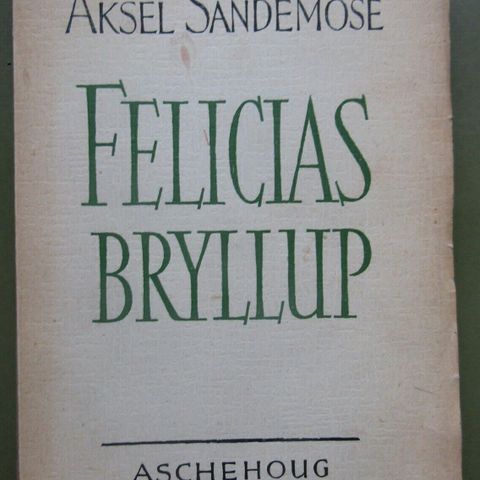 AKSEL SANDEMOSE
FELICIAS
BRYLLUP
ASCHEHOUG